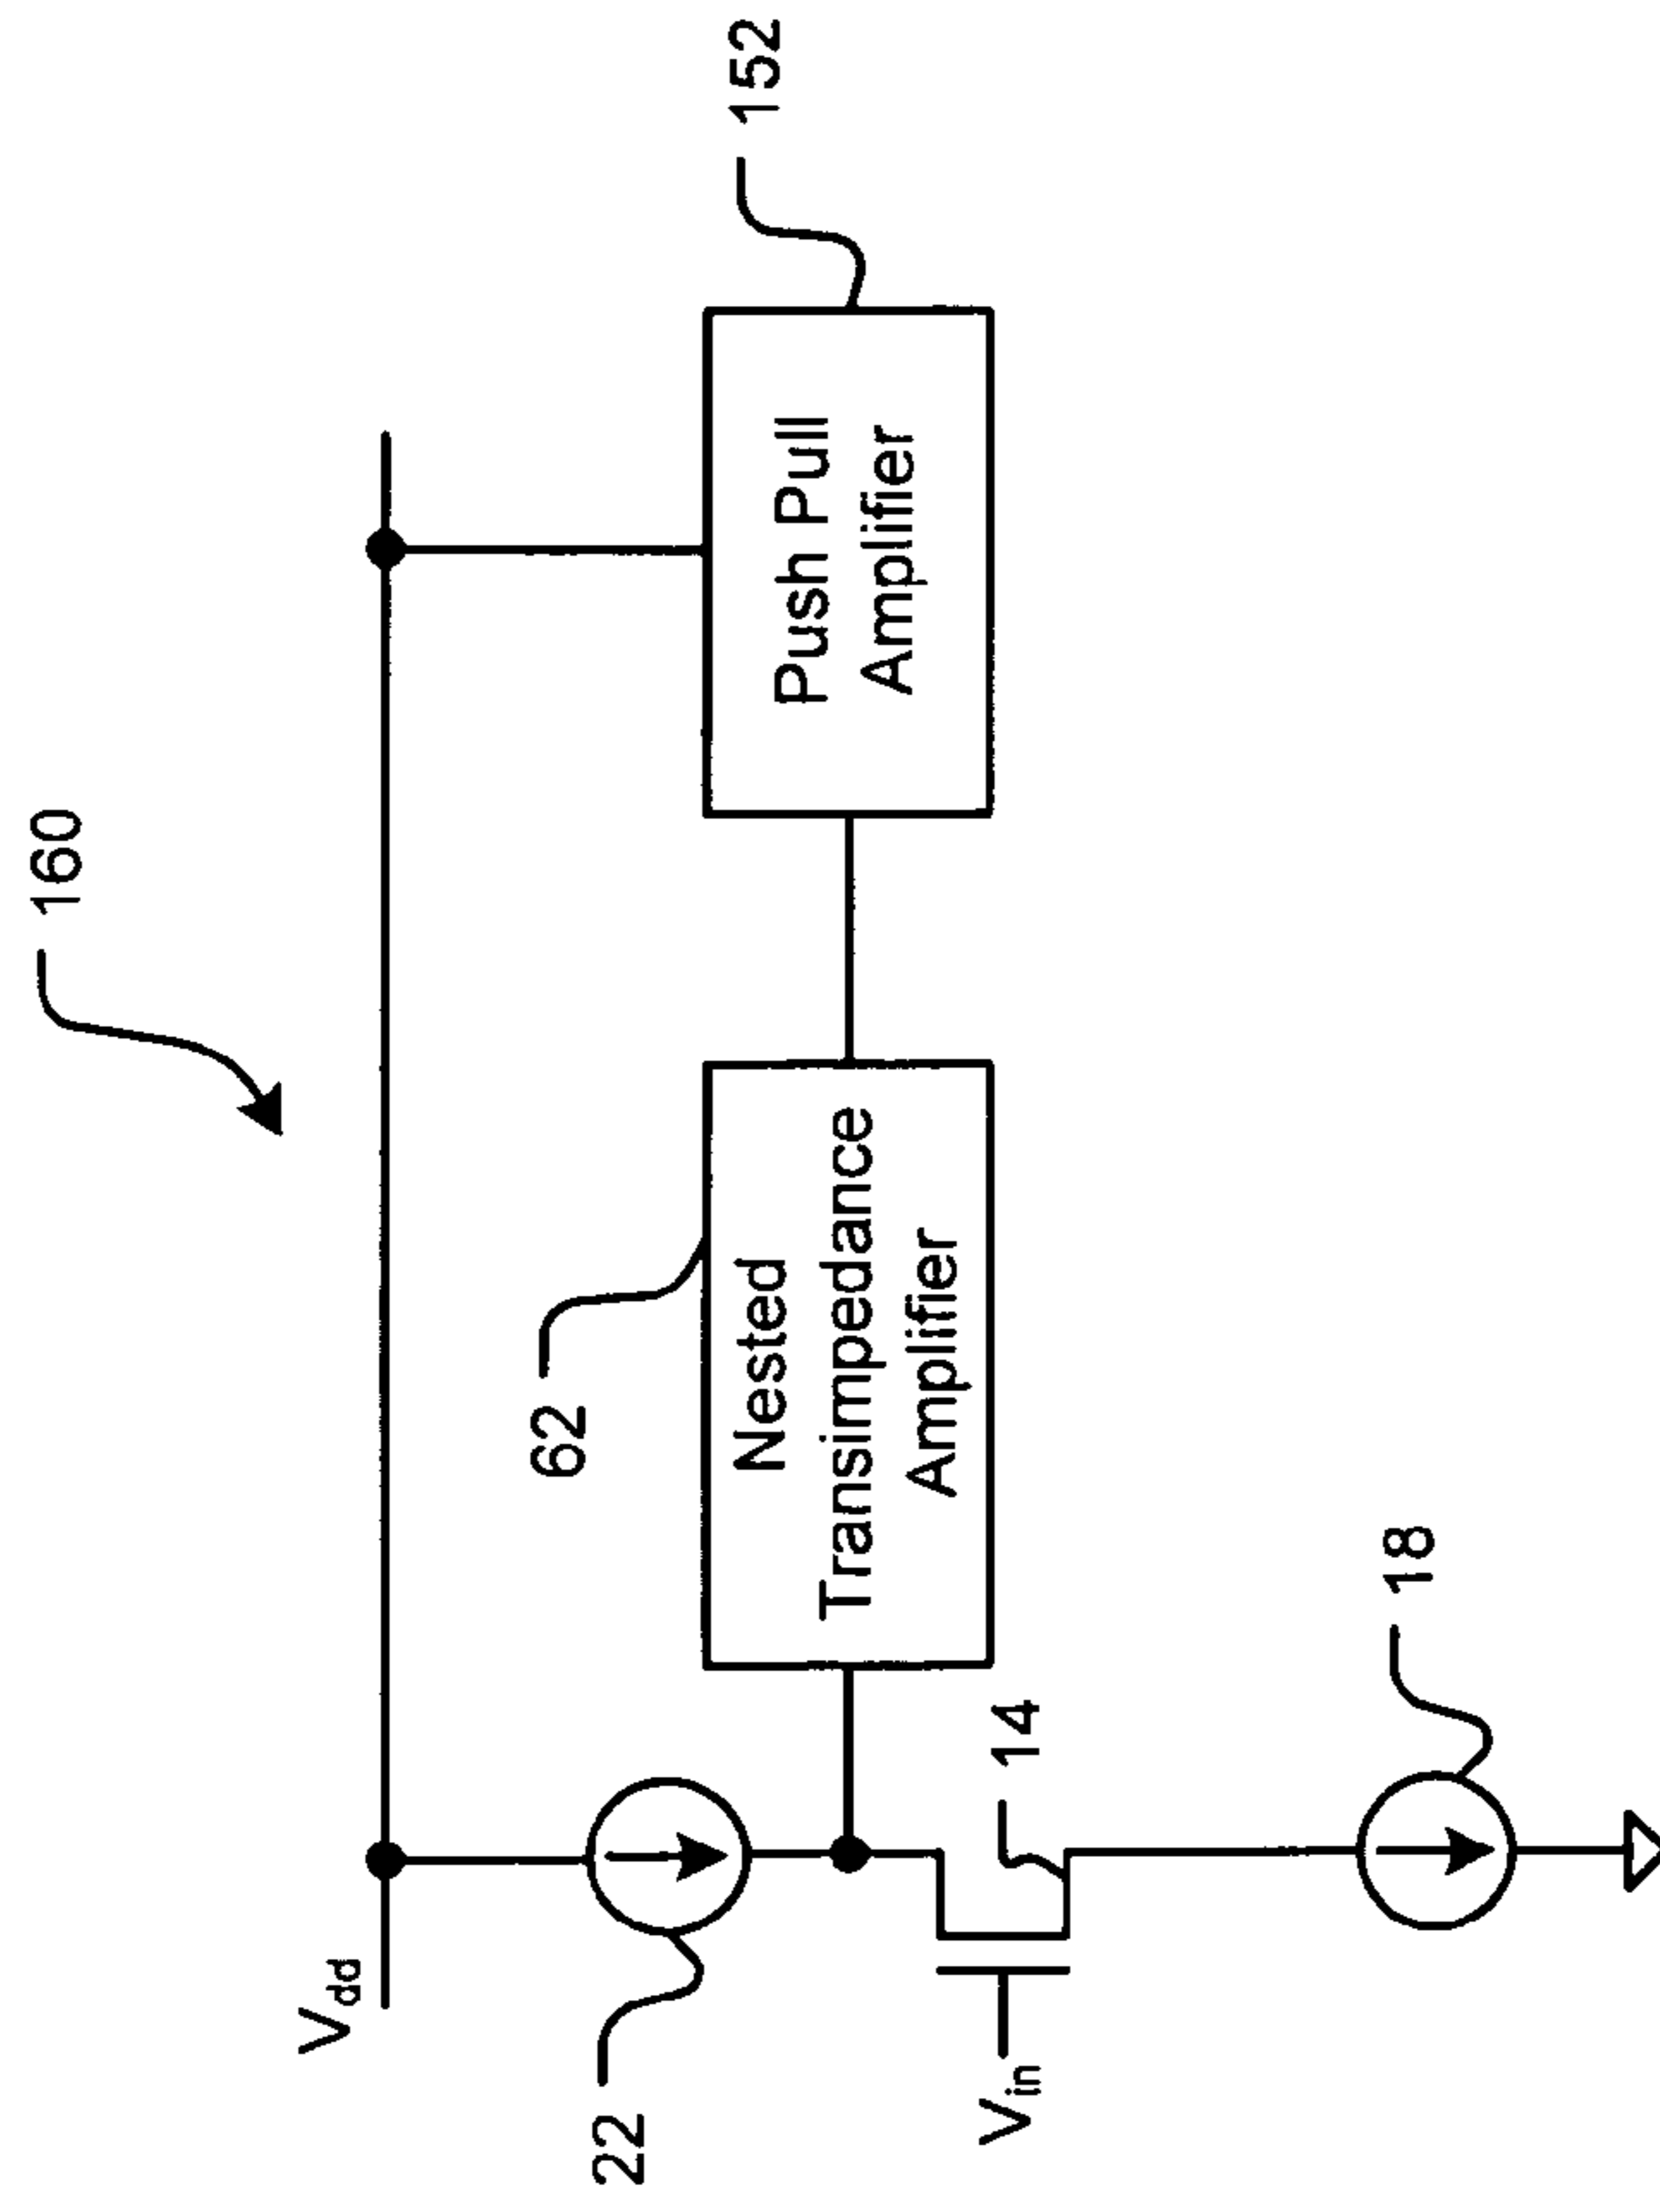 160
V_dd
22
62
152
Nested
Transimpedance
Amplifier
Push Pull
Amplifier
V_in
14
18